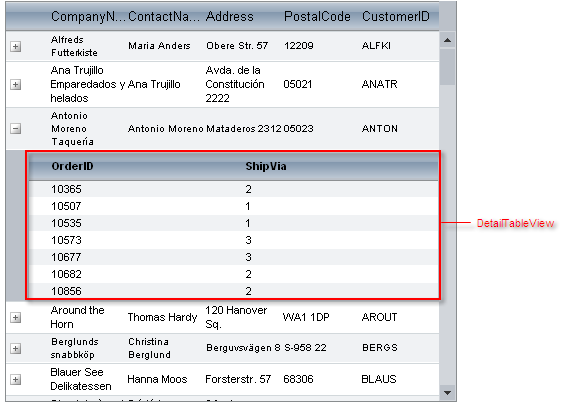 CompanyN... ContactNa... Address PostalCode CustomerID
Alfreds Futterkiste Maria Anders Obere Str. 57 12209 ALFKI
Ana Trujillo Emparedados y helados Ana Trujillo Avda. de la Constitución 2222 05021 ANATR
Antonio Moreno Taquería Antonio Moreno Mataderos 2312 05023 ANTON
OrderID ShipVia
10365 2
10507 1
10535 1
10573 3
10677 3
10682 2
10856 2
DetailTableView
Around the Horn Thomas Hardy 120 Hanover Sq. WA1 1DP AROUT
Berglunds snabbköp Christina Berglund Berguvsvägen 8 S-958 22 BERGS
Blauer See Delikatessen Hanna Moos Forsterstr. 57 68306 BLAUS